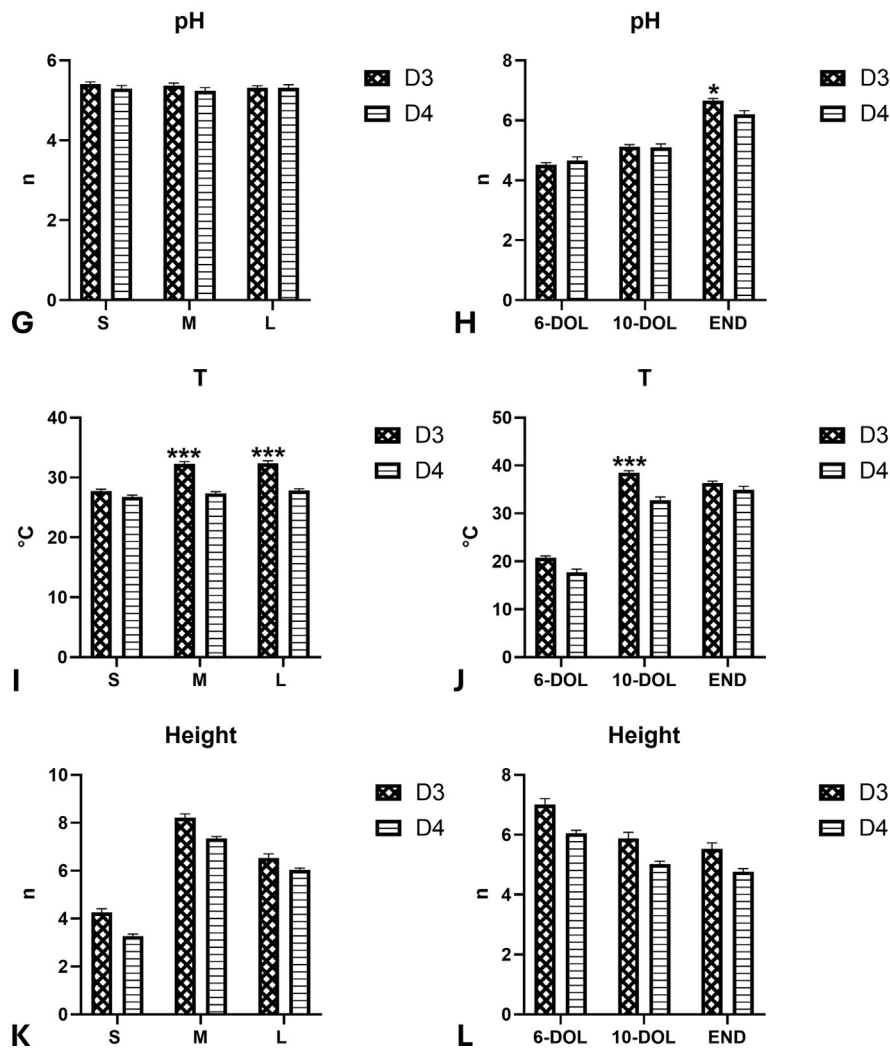 pH
6
4
2
0
n
S M L
D3
D4
G
pH
8
6
4
2
0
n
*
6-DOL 10-DOL END
D3
D4
H
T
40
30
20
10
0
°C
*** ***
S M L
D3
D4
I
T
50
40
30
20
10
0
°C
***
6-DOL 10-DOL END
D3
D4
J
Height
10
8
6
4
2
0
n
S M L
D3
D4
K
Height
8
6
4
2
0
n
6-DOL 10-DOL END
D3
D4
L